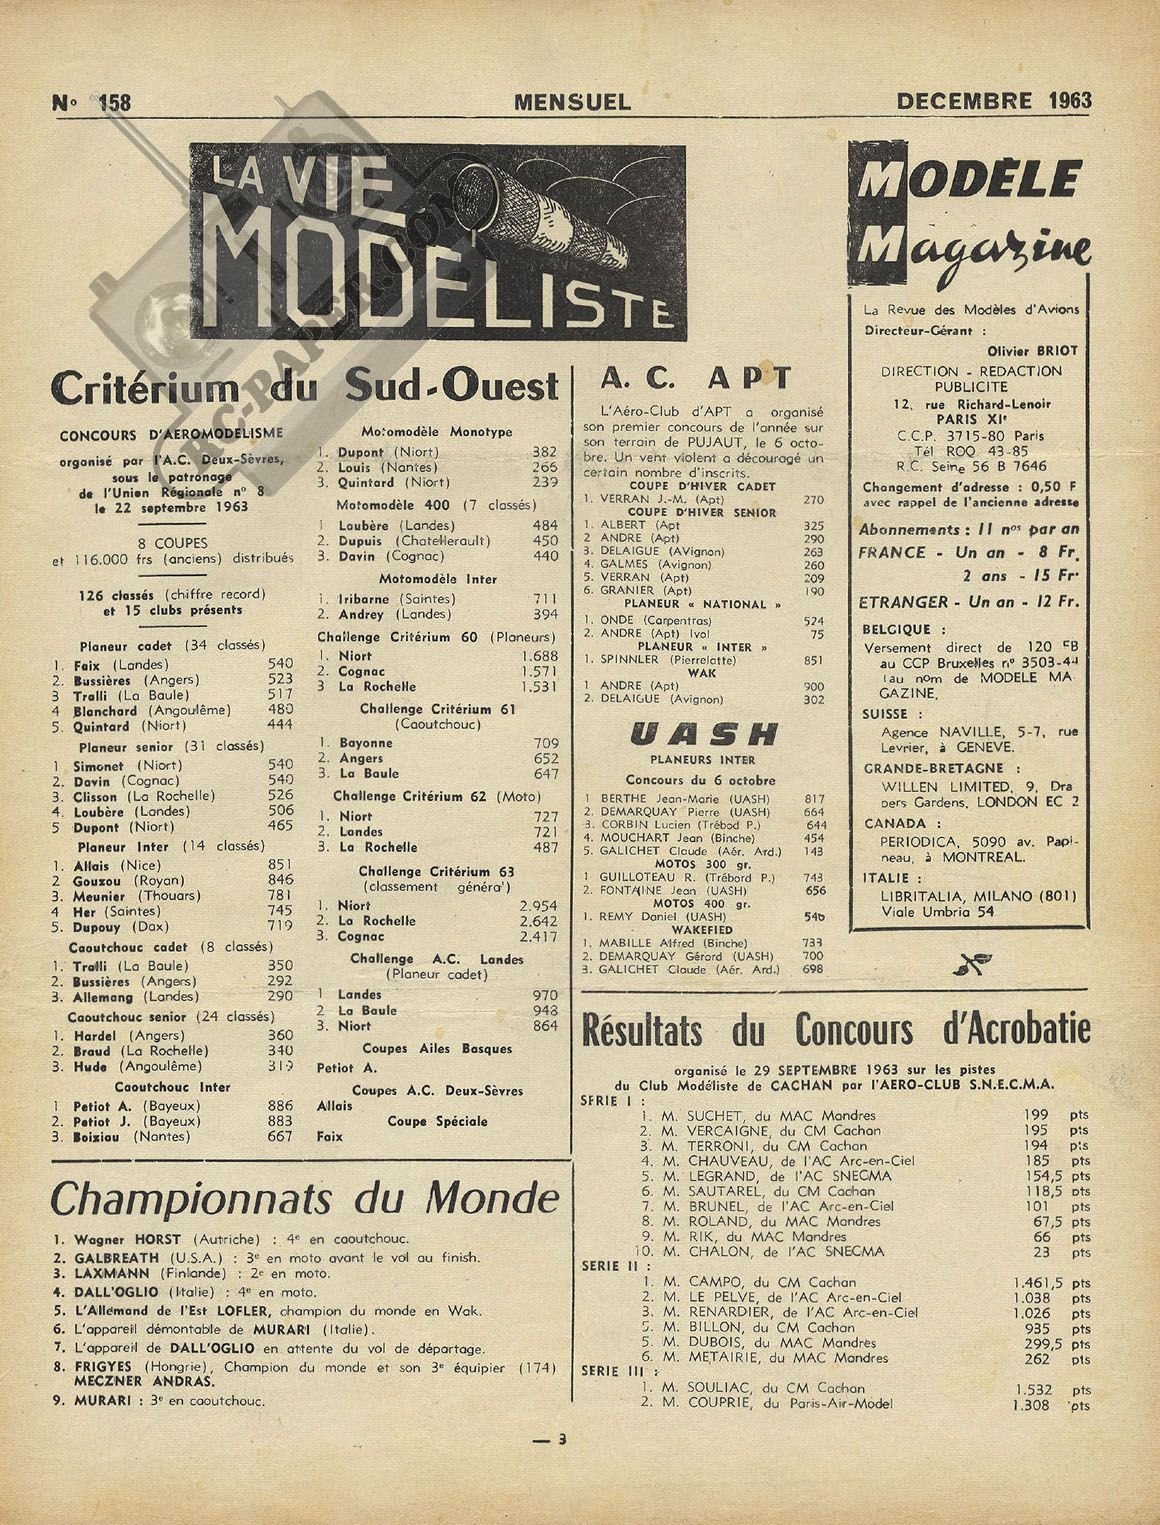 N° 158
MENSUEL
DECEMBRE 1963
LA VIE
MODELISTE
RC-PAPER.COM
Critérium du Sud-Ouest
CONCOURS D'AEROMODELISME
organisé par l'A.C. Deux-Sèvres,
sous le patronage
de l'Union Régionale n° 8
le 22 septembre 1963
8 COUPES
et 116.000 frs (anciens) distribués
126 classés (chiffre record)
et 15 clubs présents
Planeur cadet (34 classés)
1. Faix (Landes) 540
2. Bussières (Angers) 523
3 Tralli (La Baule) 517
4 Blanchard (Angoulême) 480
5. Quintard (Niort) 444
Planeur senior (31 classés)
1 Simonet (Niort) 540
2. Davin (Cognac) 540
3. Clisson (La Rochelle) 526
4. Loubère (Landes) 506
5 Dupont (Niort) 465
Planeur Inter (14 classés)
1. Allais (Nice) 851
2 Gouzou (Royan) 846
3. Meunier (Thouars) 781
4 Her (Saintes) 745
5. Dupouy (Dax) 719
Caoutchouc cadet (8 classés)
1. Tralli (La Baule) 350
2. Bussières (Angers) 292
3. Allemang (Landes) 290
Caoutchouc senior (24 classés)
1. Hardel (Angers) 360
2. Braud (La Rochelle) 340
3. Hude (Angoulême) 319
Caoutchouc Inter
1 Petiot A. (Bayeux) 886
2. Petiot J. (Bayeux) 883
3. Boiziau (Nantes) 667
Motomodèle Monotype
1. Dupont (Niort) 382
2. Louis (Nantes) 266
3. Quintard (Niort) 239
Motomodèle 400 (7 classés)
1 Loubère (Landes) 484
2. Dupuis (Chatellerault) 450
3. Davin (Cognac) 440
Motomodèle Inter
1. Iribarne (Saintes) 711
2. Andrey (Landes) 394
Challenge Critérium 60 (Planeurs)
1. Niort 1.688
2. Cognac 1.571
3 La Rochelle 1.531
Challenge Critérium 61
(Caoutchouc)
1. Bayonne 709
2. Angers 652
3. La Baule 647
Challenge Critérium 62 (Moto)
1. Niort 727
2. Landes 721
3. La Rochelle 487
Challenge Critérium 63
(classement généra')
1. Niort 2.954
2. La Rochelle 2.642
3. Cognac 2.417
Challenge A.C. Landes
(Planeur cadet)
1 Landes 970
2 La Baule 948
3. Niort 864
Coupes Ailes Basques
Petiot A.
Coupes A.C. Deux-Sèvres
Allais
Coupe Spéciale
Faix
A. C. APT
L'Aéro-Club d'APT a organisé
son premier concours de l'année sur
son terrain de PUJAUT, le 6 octo-
bre. Un vent violent a découragé un
certain nombre d'inscrits.
COUPE D'HIVER CADET
1. VERRAN J.-M. (Apt) 270
COUPE D'HIVER SENIOR
1. ALBERT (Apt 325
2 ANDRE (Apt) 290
3. DELAIGUE (AVignon) 263
4. GALMES (Avignon) 260
5. VERRAN (Apt) 209
6. GRANIER (Apt) 190
PLANEUR « NATIONAL »
1. ONDE (Carpentras) 524
2. ANDRE (Apt) 1vol 75
PLANEUR « INTER »
1. SPINNLER (Pierrelatte) 851
WAK
1 ANDRE (Apt) 900
2. DELAIGUE (Avignon) 302
UASH
PLANEURS INTER
Concours du 6 octobre
1 BERTHE Jean-Marie (UASH) 817
2. DEMARQUAY Pierre (UASH) 664
3. CORBIN Lucien (Trébod P.) 644
4. MOUCHART Jean (Binche) 454
5. GALICHET Claude (Aér. Ard.) 143
MOTOS 300 gr.
1 GUILLOTEAU R. (Trébord P.) 743
2. FONTAINE Jean (UASH) 656
MOTOS 400 gr.
1. REMY Daniel (UASH) 546
WAKEFIED
1. MABILLE Alfred (Binche) 733
2. DEMARQUAY Gérard (UASH) 700
3. GALICHET Claude (Aér. Ard.) 698
MODÈLE
Magazine
La Revue des Modèles d'Avions
Directeur-Gérant :
Olivier BRIOT
DIRECTION - REDACTION
PUBLICITE
12, rue Richard-Lenoir
PARIS XIe
C.C.P. 3715-80 Paris
Tél ROQ 43-85
R.C. Seine 56 B 7646
Changement d'adresse : 0,50 F
avec rappel de l'ancienne adresse
Abonnements : 11 nos par an
FRANCE - Un an - 8 Fr.
2 ans - 15 Fr.
ETRANGER - Un an - 12 Fr.
BELGIQUE :
Versement direct de 120 FB
au CCP Bruxelles n° 3503-44
(au nom de MODELE MA-
GAZINE.
SUISSE :
Agence NAVILLE, 5-7, rue
Levrier, à GENEVE.
GRANDE-BRETAGNE :
WILLEN LIMITED, 9, Dra
pers Gardens, LONDON EC 2
CANADA :
PERIODICA, 5090 av. Papi-
neau, à MONTREAL.
ITALIE :
LIBRITALIA, MILANO (801)
Viale Umbria 54
Résultats du Concours d'Acrobatie
organisé le 29 SEPTEMBRE 1963 sur les pistes
du Club Modéliste de CACHAN par l'AERO-CLUB S.N.E.C.M.A.
SERIE I :
1. M. SUCHET, du MAC Mandres 199 pts
2. M. VERCAIGNE, du CM Cachan 195 pts
3. M. TERRONI, du CM Cachan 194 pts
4. M. CHAUVEAU, de l'AC Arc-en-Ciel 185 pts
5. M. LEGRAND, de l'AC SNECMA 154,5 pts
6. M. SAUTAREL, du CM Cachan 118,5 pts
7. M. BRUNEL, de l'AC Arc-en-Ciel 101 pts
8. M. ROLAND, du MAC Mandres 67,5 pts
9. M. RIK, du MAC Mandres 66 pts
10. M. CHALON, de l'AC SNECMA 23 pts
SERIE II :
1. M. CAMPO, du CM Cachan 1.461,5 pts
2. M. LE PELVE, de l'AC Arc-en-Ciel 1.038 pts
3. M. RENARDIER, de l'AC Arc-en-Ciel 1.026 pts
5. M. BILLON, du CM Cachan 935 pts
5. M. DUBOIS, du MAC Mandrès 299,5 pts
6. M. METAIRIE, du MAC Mandres 262 pts
SERIE III :
1. M. SOULIAC, du CM Cachan 1.532 pts
2. M. COUPRIE, du Paris-Air-Model 1.308 pts
Championnats du Monde
1. Wagner HORST (Autriche) : 4e en caoutchouc.
2. GALBREATH (U.S.A.) : 3e en moto avant le vol au finish.
3. LAXMANN (Finlande) : 2e en moto.
4. DALL'OGLIO (Italie) : 4e en moto.
5. L'Allemand de l'Est LOFLER, champion du monde en Wak.
6. L'appareil démontable de MURARI (Italie).
7. L'appareil de DALL'OGLIO en attente du vol de départage.
8. FRIGYES (Hongrie), Champion du monde et son 3e équipier (174)
MECZNER ANDRAS.
9. MURARI : 3e en caoutchouc.
— 3